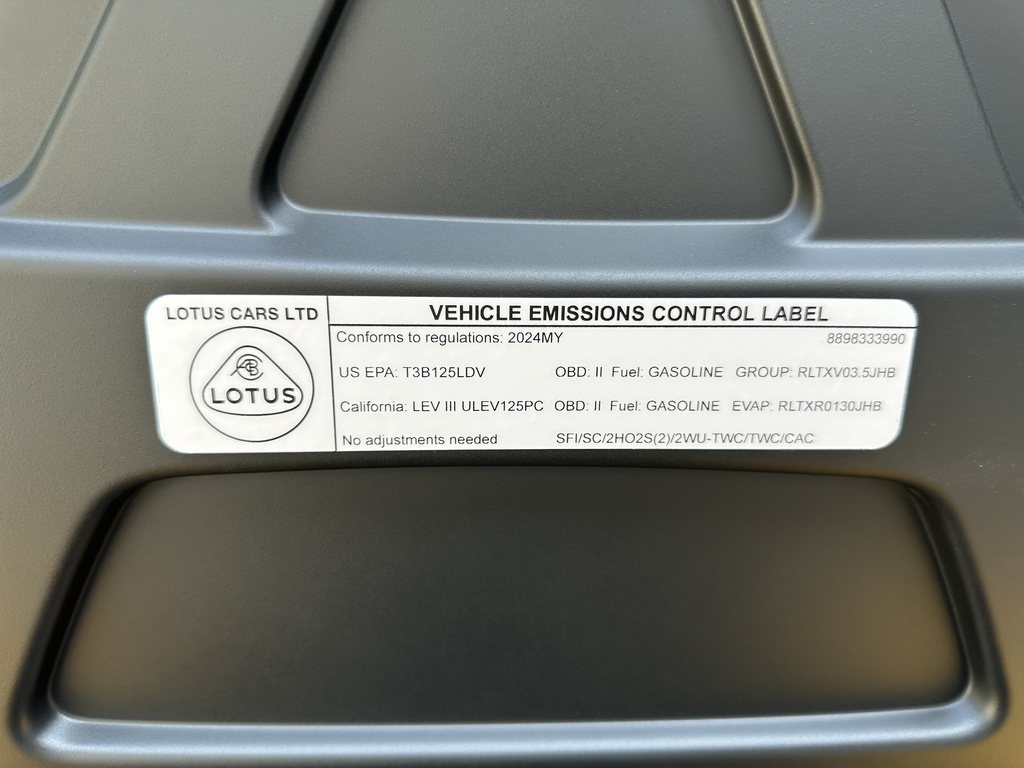 LOTUS CARS LTD
LOTUS
VEHICLE EMISSIONS CONTROL LABEL
Conforms to regulations: 2024MY 8898333990
US EPA: T3B125LDV OBD: II Fuel: GASOLINE GROUP: RLTXV03.5JHB
California: LEV III ULEV125PC OBD: II Fuel: GASOLINE EVAP: RLTXR0130JHB
No adjustments needed SFI/SC/2HO2S(2)/2WU-TWC/TWC/CAC